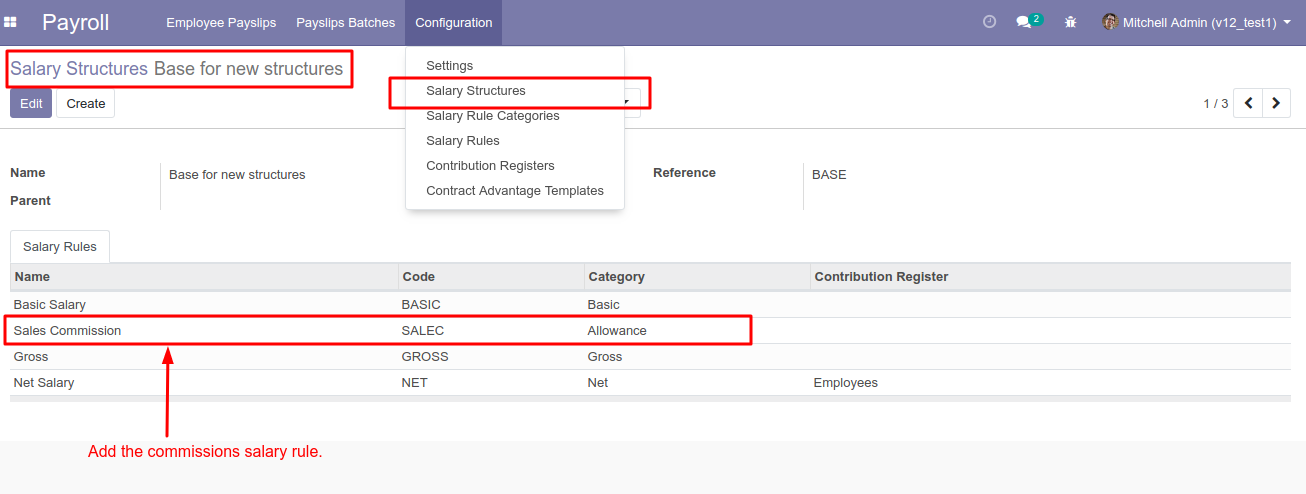 Payroll Employee Payslips Payslips Batches Configuration 2 Mitchell Admin (v12_test1)
Salary Structures Base for new structures
Edit Create
1 / 3
Settings
Salary Structures
Salary Rule Categories
Salary Rules
Contribution Registers
Contract Advantage Templates
Name Base for new structures Reference BASE
Parent
Salary Rules
Name Code Category Contribution Register
Basic Salary BASIC Basic
Sales Commission SALEC Allowance
Gross GROSS Gross
Net Salary NET Net Employees
Add the commissions salary rule.